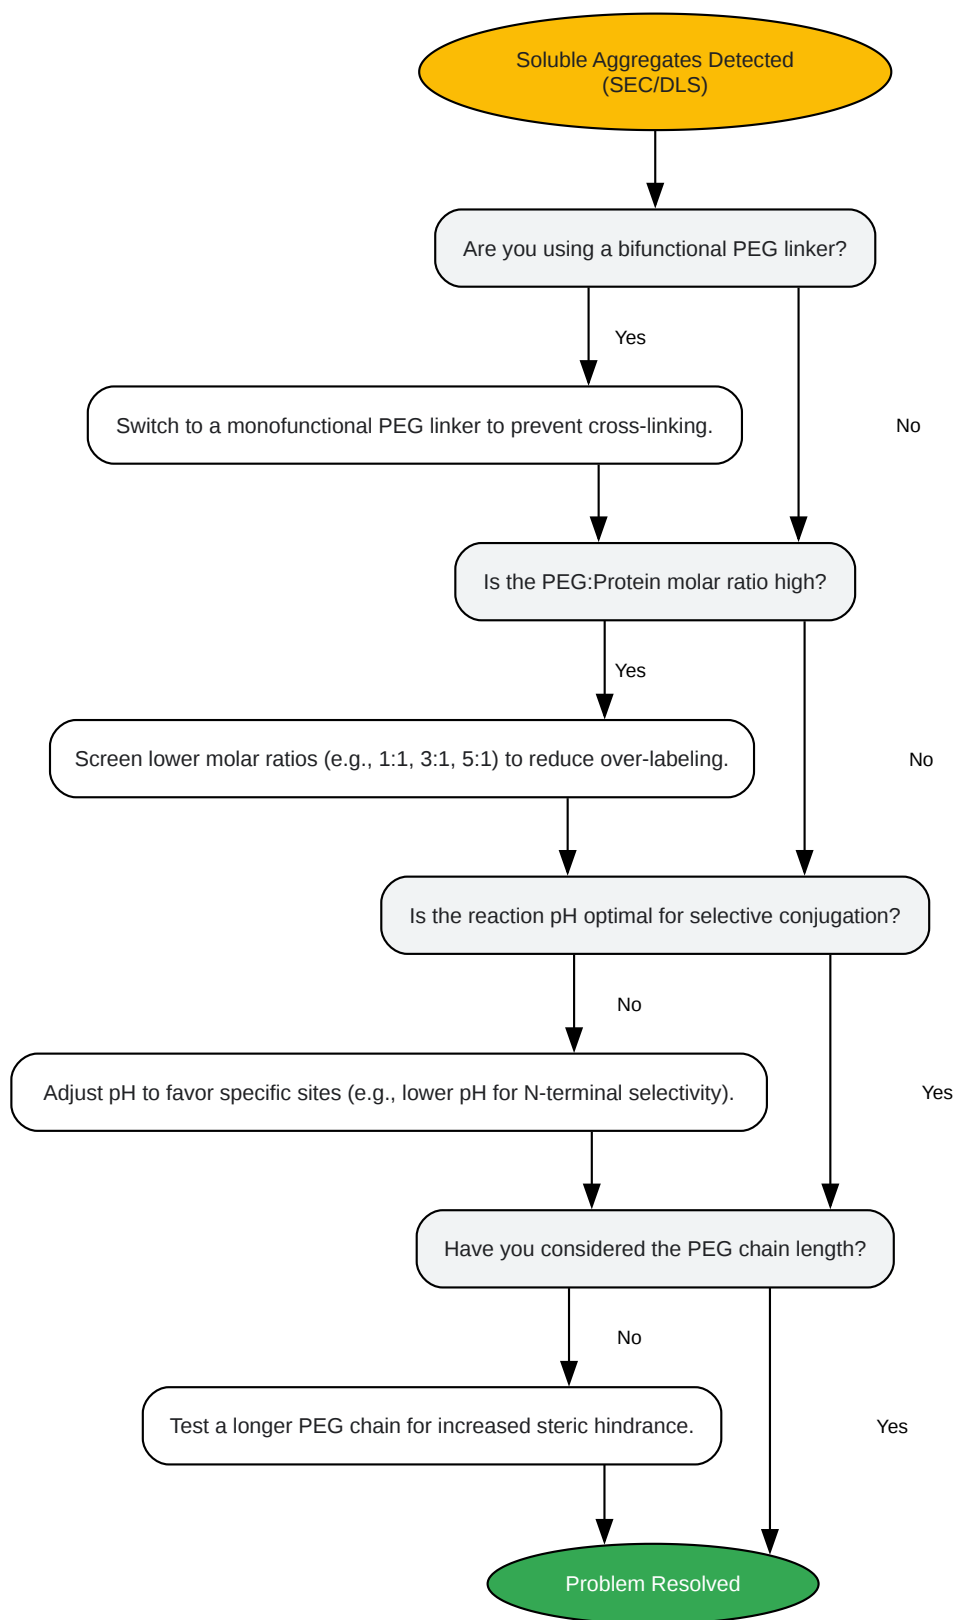 Soluble Aggregates Detected
(SEC/DLS)
Are you using a bifunctional PEG linker?
Yes
Switch to a monofunctional PEG linker to prevent cross-linking.
No
Is the PEG:Protein molar ratio high?
Yes
Screen lower molar ratios (e.g., 1:1, 3:1, 5:1) to reduce over-labeling.
No
Is the reaction pH optimal for selective conjugation?
No
Adjust pH to favor specific sites (e.g., lower pH for N-terminal selectivity).
Yes
Have you considered the PEG chain length?
No
Test a longer PEG chain for increased steric hindrance.
Yes
Problem Resolved